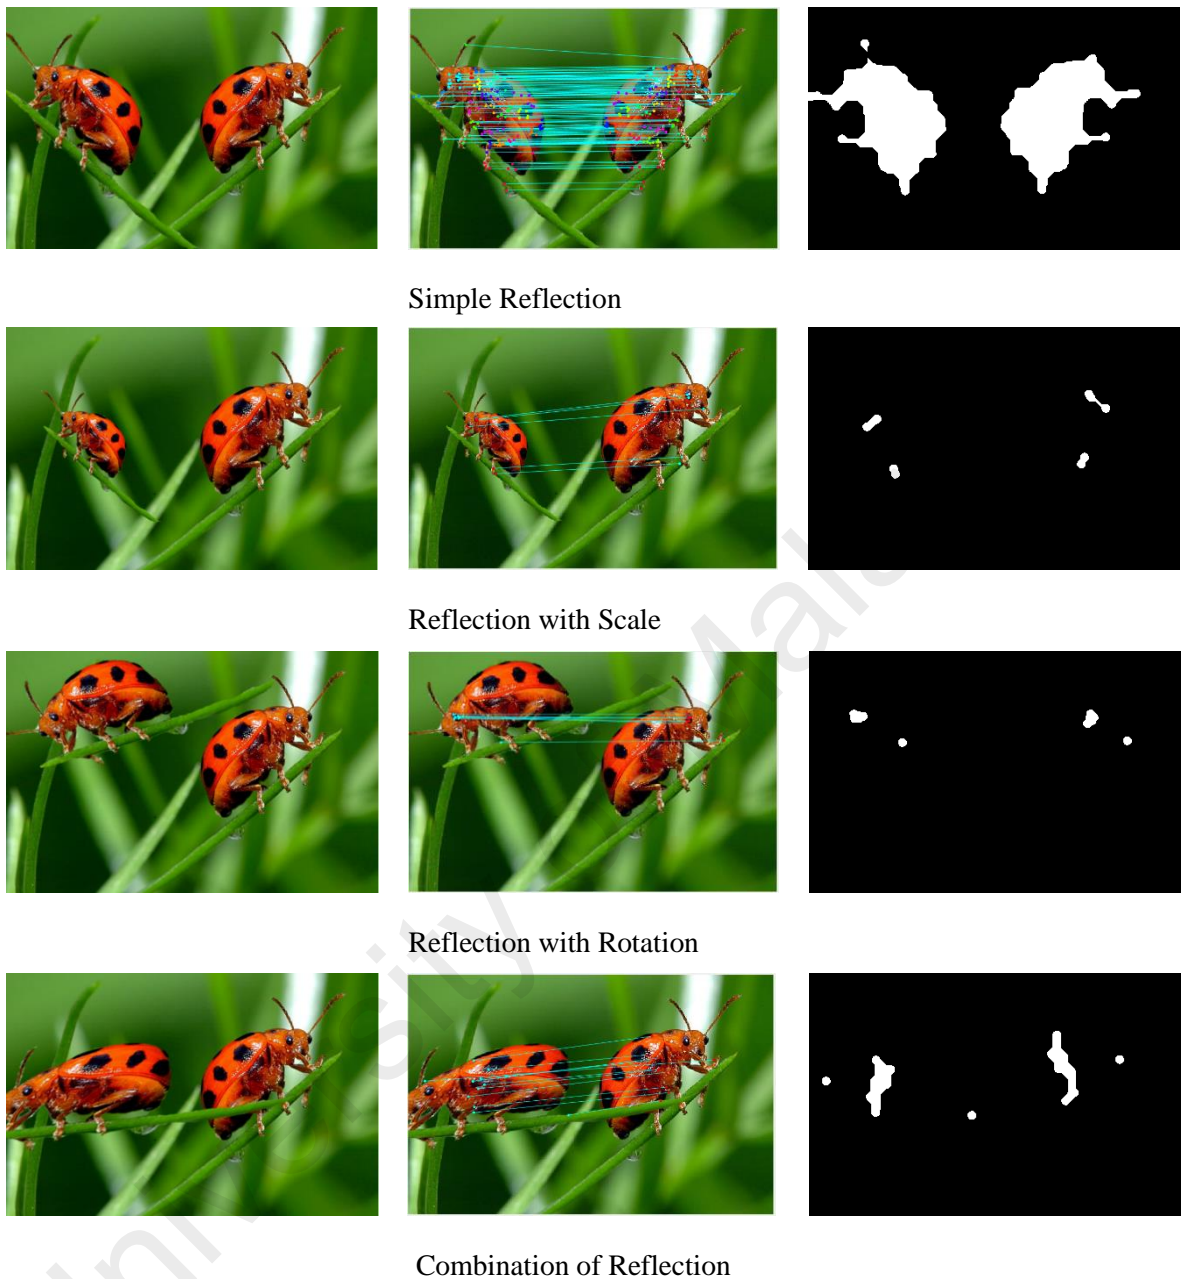 Simple Reflection
Reflection with Scale
Reflection with Rotation
Combination of Reflection